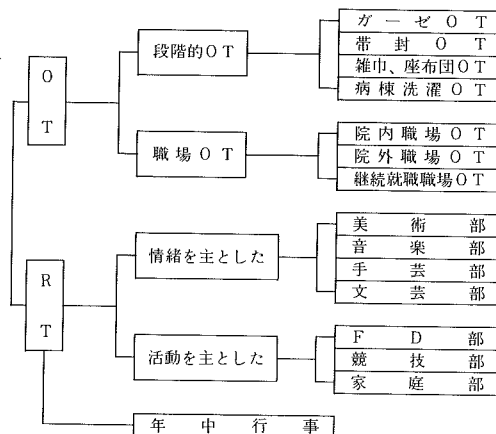 OT
段階的OT
ガーゼOT
帯封OT
雑巾、座布団OT
病棟洗濯OT
職場OT
院内職場OT
院外職場OT
継続就職職場OT
RT
情緒を主とした
美術部
音楽部
手芸部
文芸部
活動を主とした
FD部
競技部
家庭部
年中行事